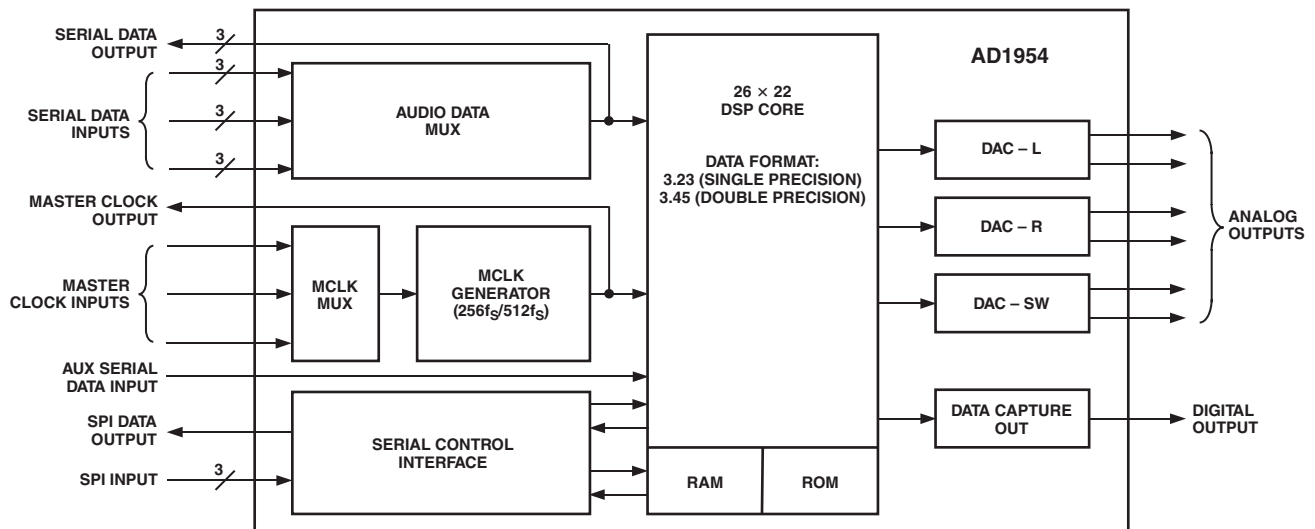 SERIAL DATA
OUTPUT
3
3
SERIAL DATA
INPUTS
3
3
AUDIO DATA
MUX
MASTER CLOCK
OUTPUT
MASTER
CLOCK INPUTS
MCLK
MUX
MCLK
GENERATOR
(256fS/512fS)
AUX SERIAL
DATA INPUT
SPI DATA
OUTPUT
SPI INPUT
3
SERIAL CONTROL
INTERFACE
26 × 22
DSP CORE
DATA FORMAT:
3.23 (SINGLE PRECISION)
3.45 (DOUBLE PRECISION)
RAM
ROM
AD1954
DAC – L
DAC – R
DAC – SW
ANALOG
OUTPUTS
DATA CAPTURE
OUT
DIGITAL
OUTPUT